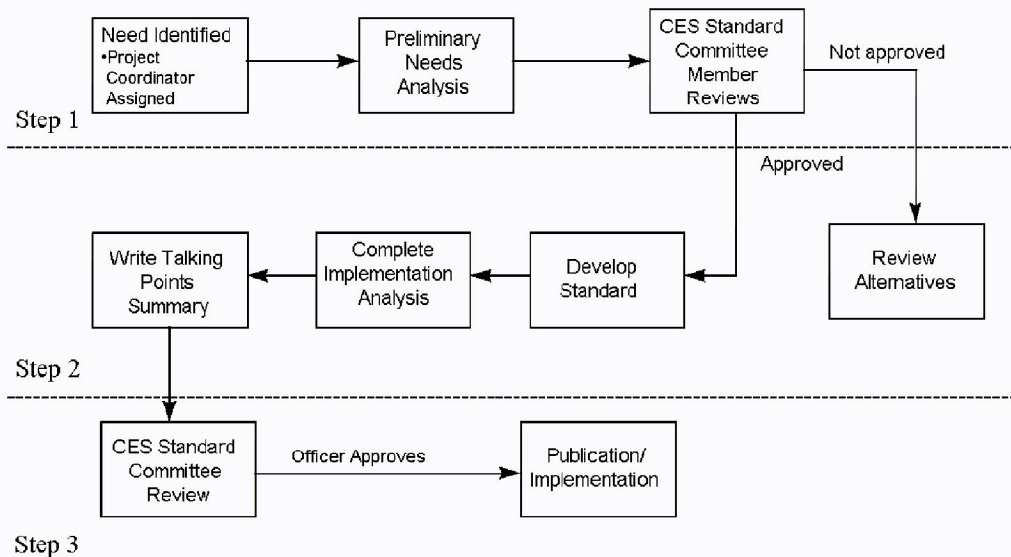 Need Identified
•Project
Coordinator
Assigned
Preliminary
Needs
Analysis
CES Standard
Committee
Member
Reviews
Not approved
Step 1
Approved
Write Talking
Points
Summary
Complete
Implementation
Analysis
Develop
Standard
Review
Alternatives
Step 2
CES Standard
Committee
Review
Officer Approves
Publication/
Implementation
Step 3